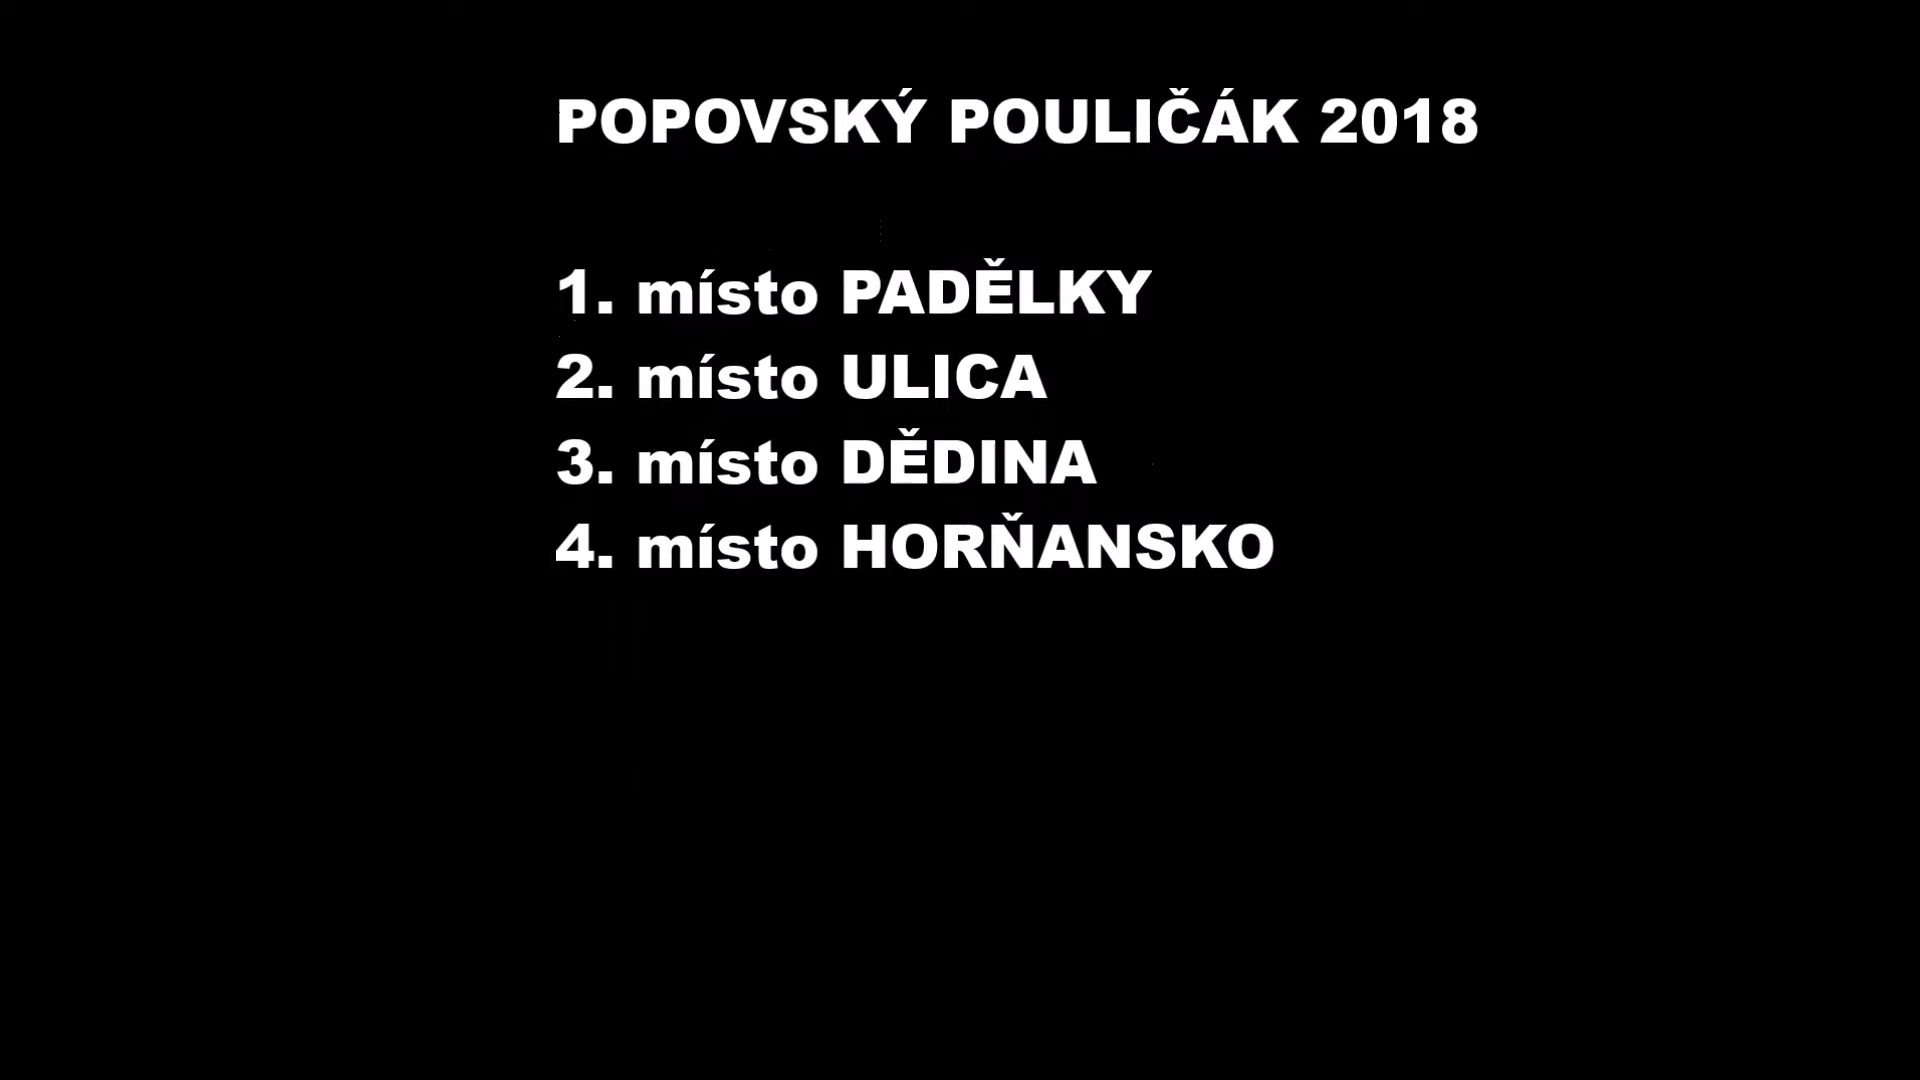 POPOVSKÝ POULIČÁK 2018
1. místo PADĚLKY
2. místo ULICA
3. místo DĚDINA
4. místo HORŇANSKO